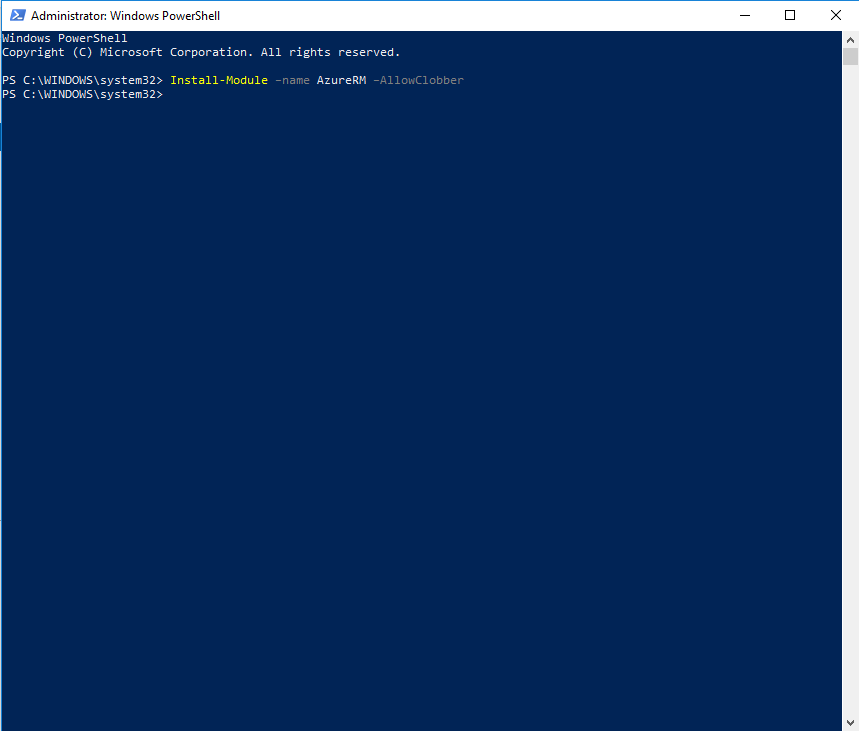 Administrator: Windows PowerShell
Windows PowerShell
Copyright (C) Microsoft Corporation. All rights reserved.
PS C:\WINDOWS\system32> Install-Module -name AzureRM -AllowClobber
PS C:\WINDOWS\system32>